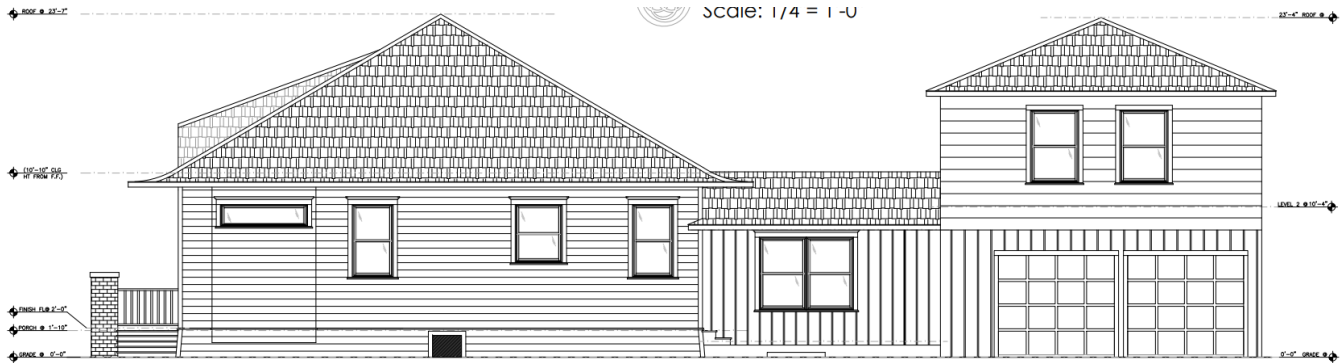 ROOF @ 23'-7"
Scale: 1/4 = 1'-0
23'-4" ROOF @
(10'-10" CLG
HT FROM F.F.)
LEVEL 2 @ 10'-4"
FINISH FL@ 2'-0"
PORCH @ 1'-10"
GRADE @ 0'-0"
0'-0" GRADE @